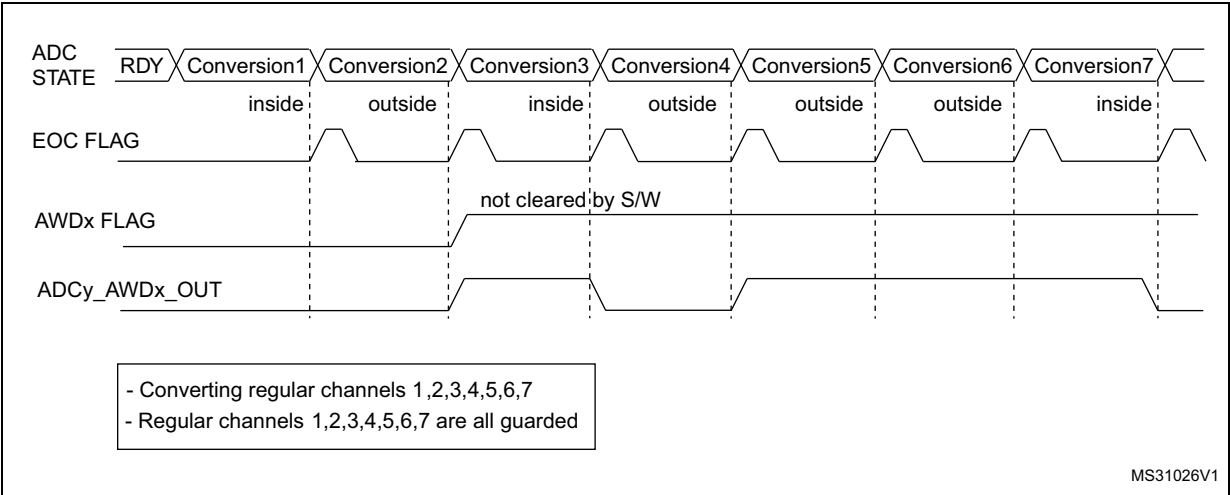 ADC
STATE
RDY Conversion1 Conversion2 Conversion3 Conversion4 Conversion5 Conversion6 Conversion7
inside outside inside outside outside outside inside
EOC FLAG
not cleared by S/W
AWDx FLAG
ADCy_AWDx_OUT
- Converting regular channels 1,2,3,4,5,6,7
- Regular channels 1,2,3,4,5,6,7 are all guarded
MS31026V1